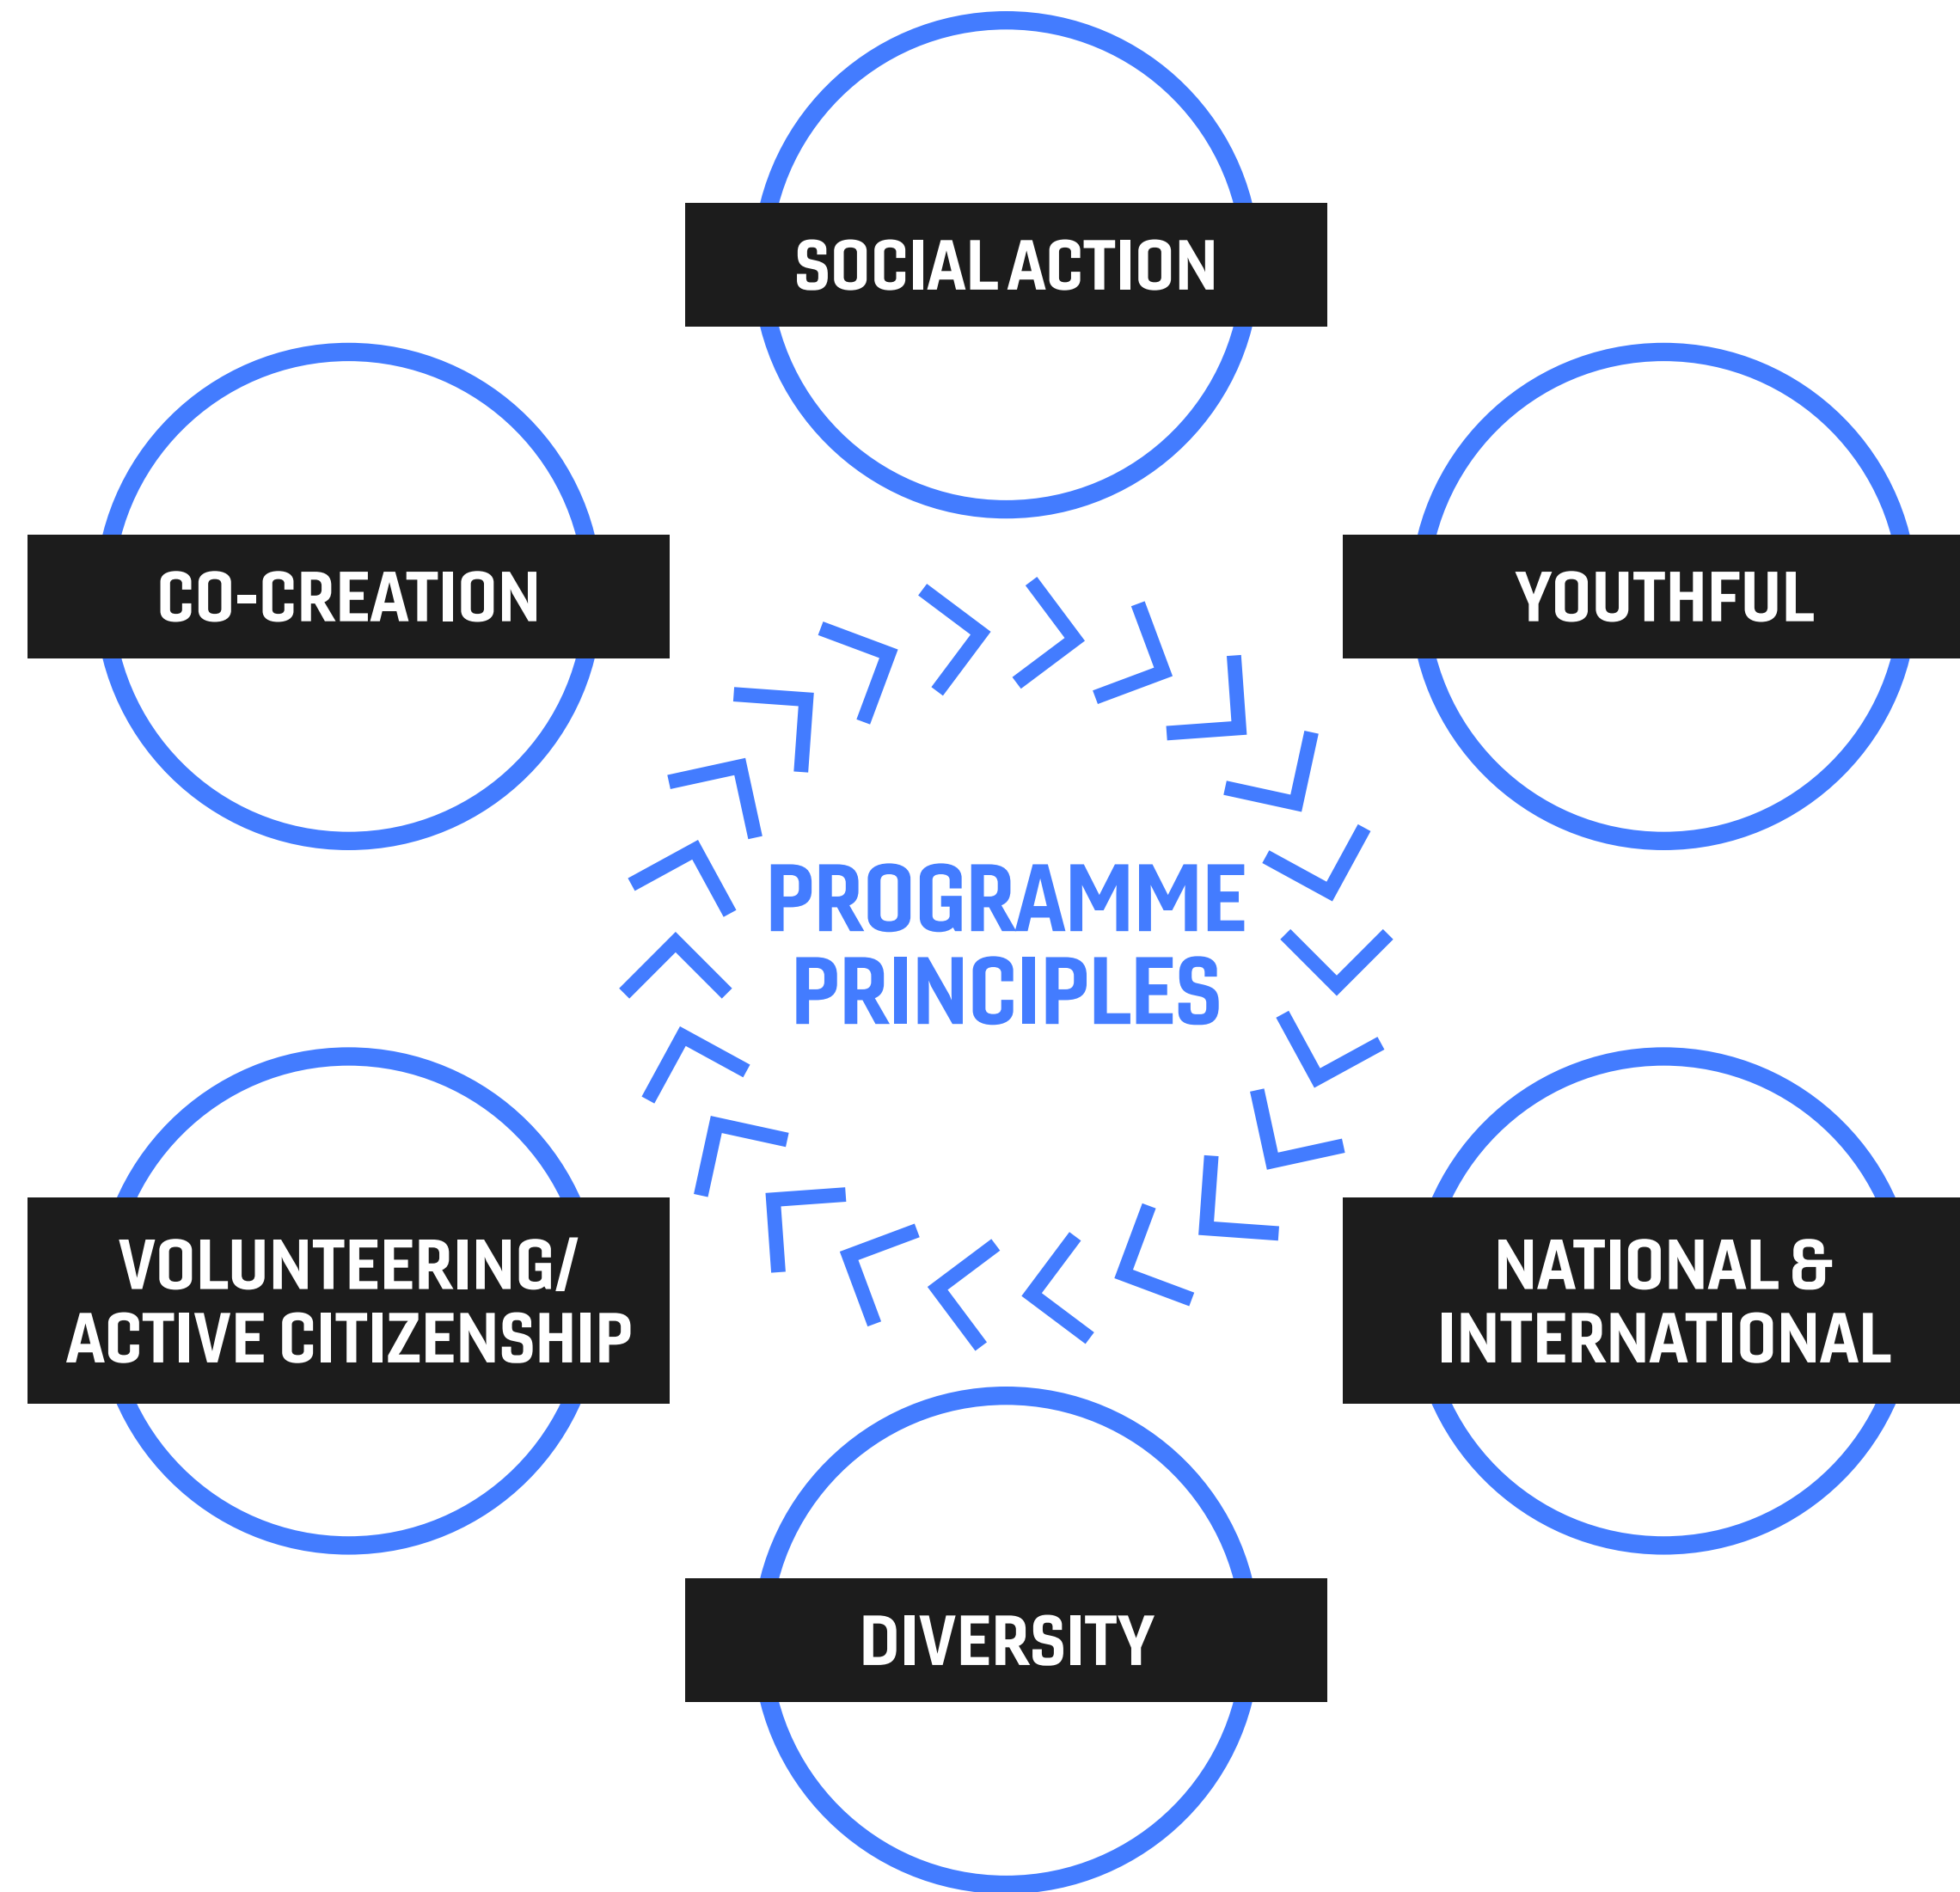 SOCIAL ACTION
CO-CREATION
YOUTHFUL
PROGRAMME
PRINCIPLES
VOLUNTEERING/
ACTIVE CITIZENSHIP
NATIONAL &
INTERNATIONAL
DIVERSITY